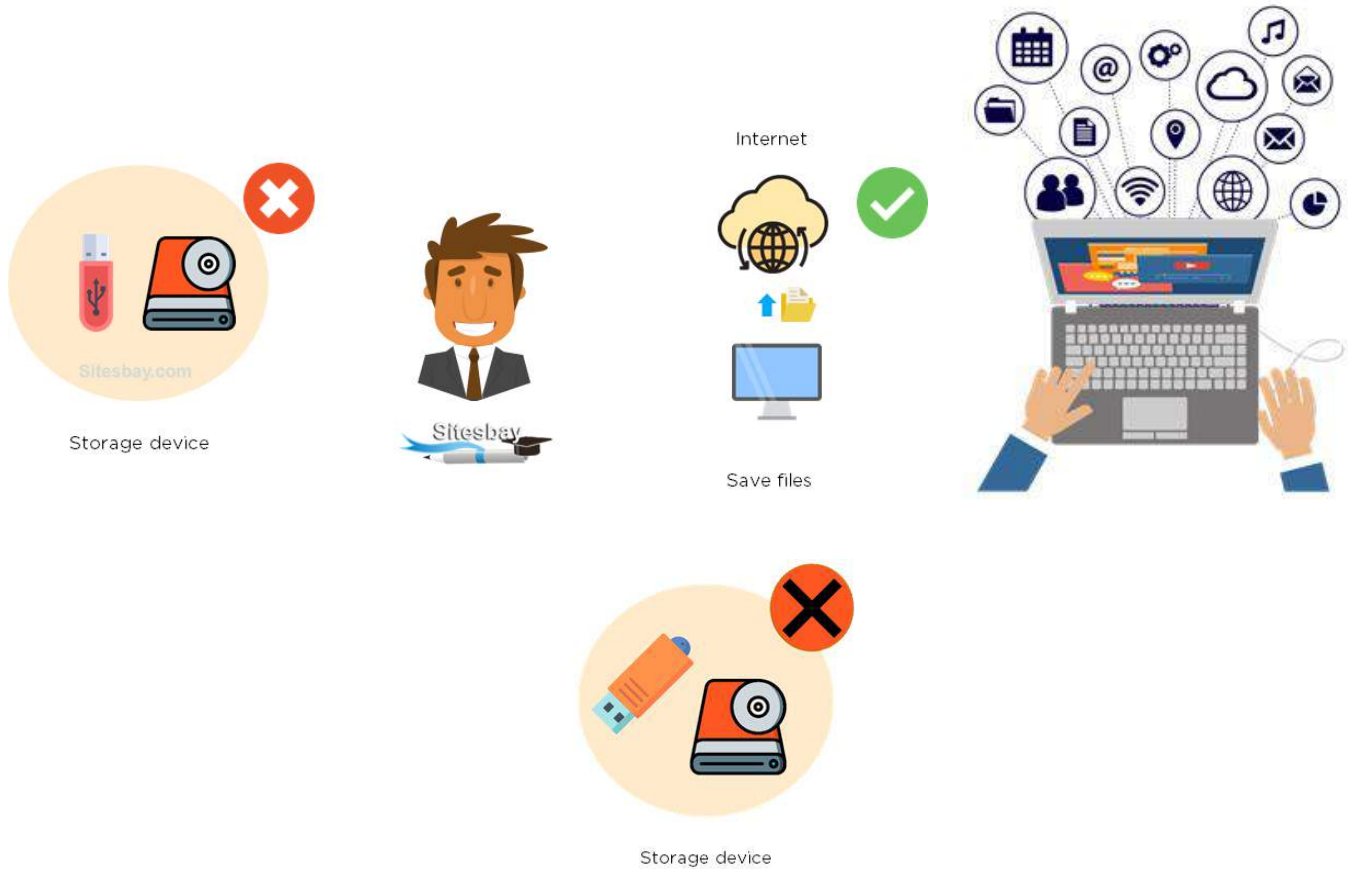 Internet
Sitesbay.com
Storage device
Sitesbay
Save files
Storage device